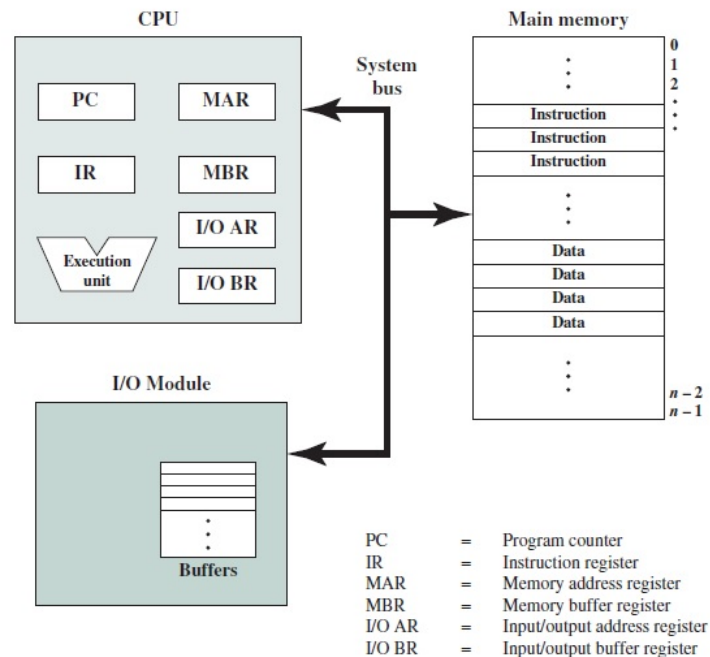 CPU
PC
MAR
IR
MBR
I/O AR
Execution
unit
I/O BR
System
bus
Main memory
0
1
2
Instruction
Instruction
Instruction
Data
Data
Data
Data
n – 2
n – 1
I/O Module
Buffers
PC = Program counter
IR = Instruction register
MAR = Memory address register
MBR = Memory buffer register
I/O AR = Input/output address register
I/O BR = Input/output buffer register